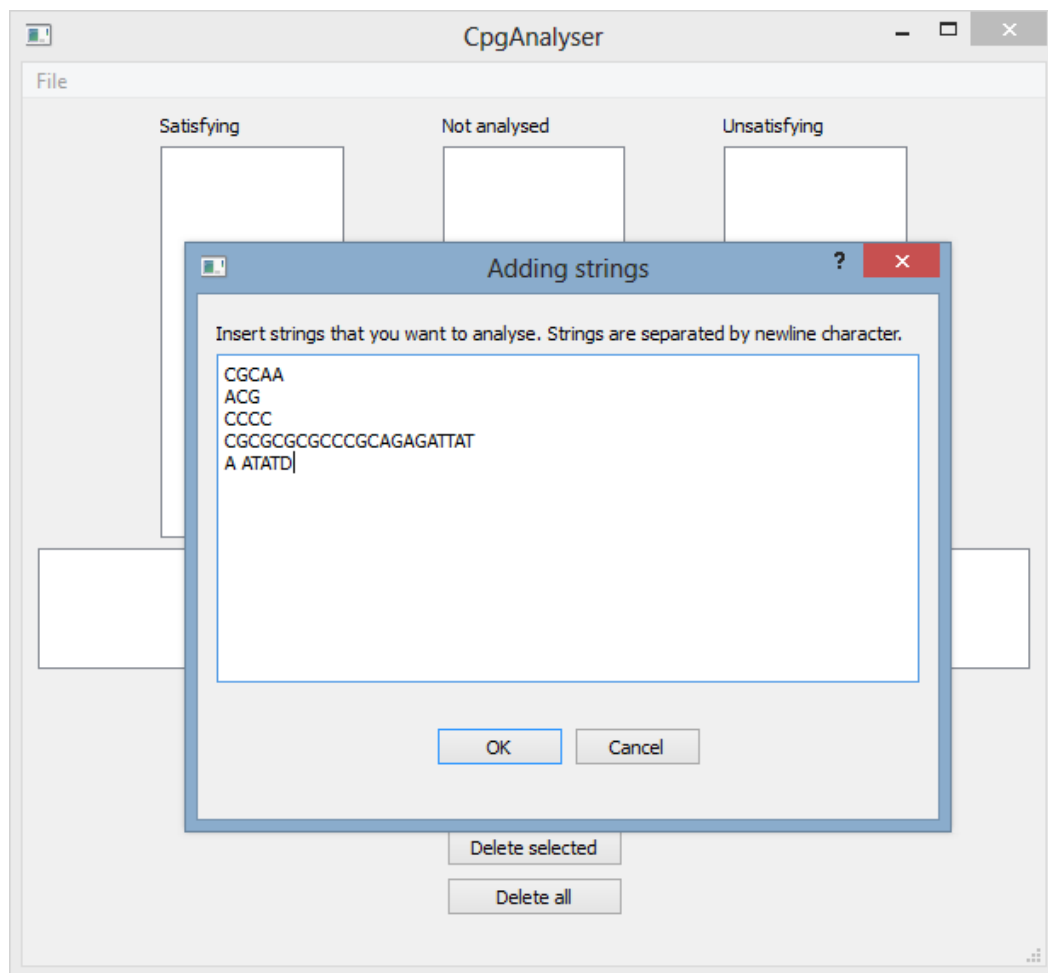 CpgAnalyser
File
Satisfying Not analysed Unsatisfying
Adding strings ?
Insert strings that you want to analyse. Strings are separated by newline character.
CGCAA
ACG
CCCC
CGCGCGCGCCCGCAGAGATTAT
A ATATD
OK Cancel
Delete selected
Delete all